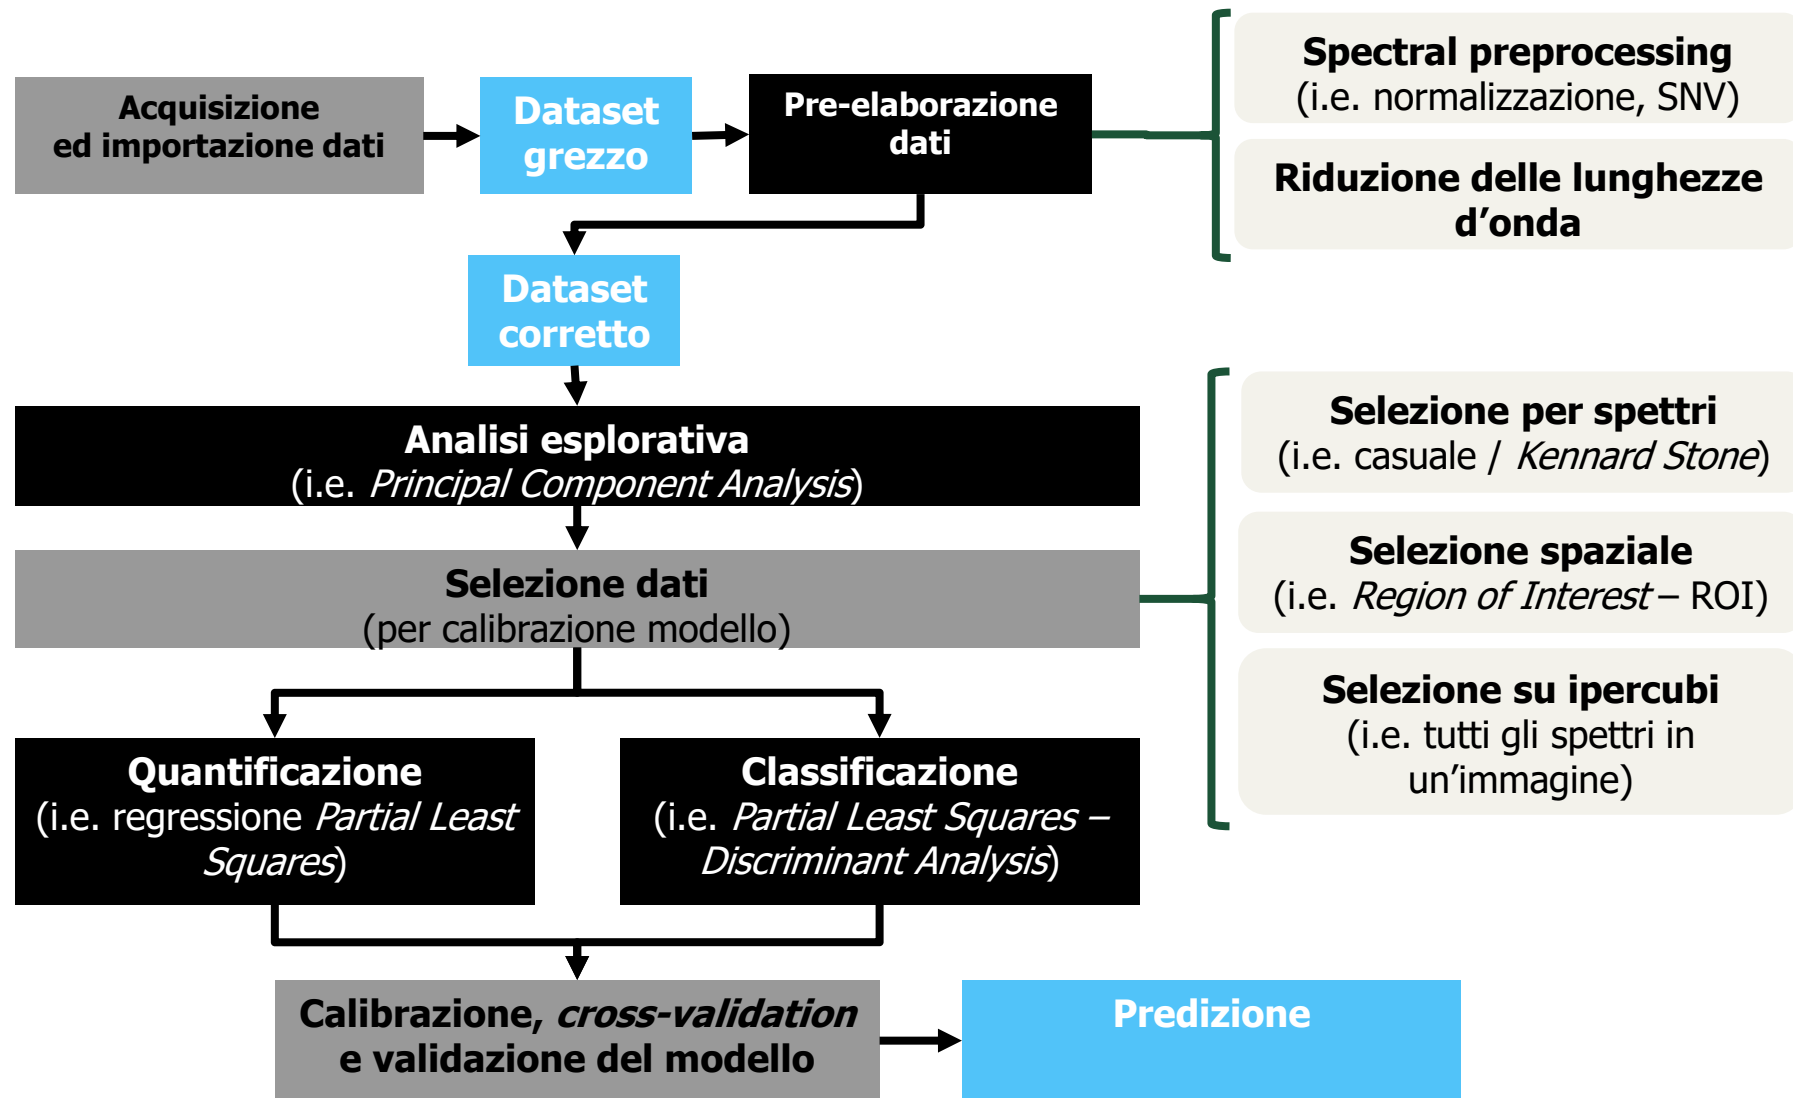 Acquisizione
ed importazione dati
Dataset
grezzo
Pre-elaborazione
dati
Spectral preprocessing
(i.e. normalizzazione, SNV)
Riduzione delle lunghezze
d’onda
Dataset
corretto
Analisi esplorativa
(i.e. Principal Component Analysis)
Selezione dati
(per calibrazione modello)
Selezione per spettri
(i.e. casuale / Kennard Stone)
Selezione spaziale
(i.e. Region of Interest – ROI)
Selezione su ipercubi
(i.e. tutti gli spettri in
un’immagine)
Quantificazione
(i.e. regressione Partial Least
Squares)
Classificazione
(i.e. Partial Least Squares –
Discriminant Analysis)
Calibrazione, cross-validation
e validazione del modello
Predizione